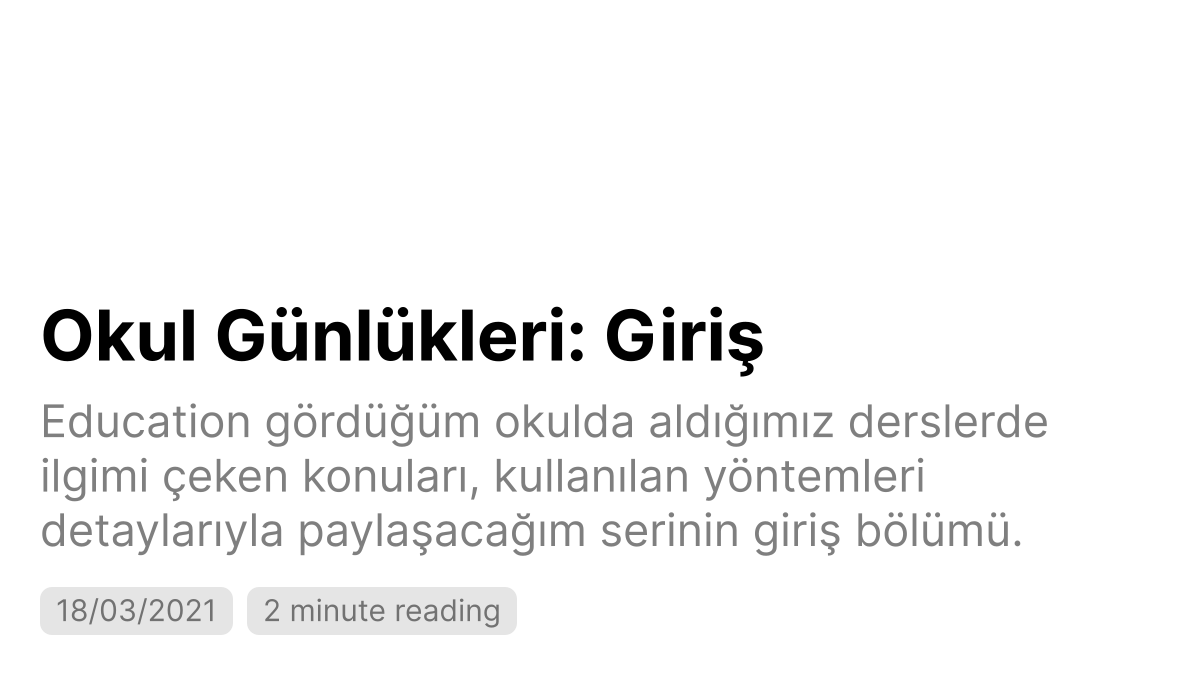 Okul Günlükleri: Giriş
Education gördüğüm okulda aldığımız derslerde
ilgimi çeken konuları, kullanılan yöntemleri
detaylarıyla paylaşacağım serinin giriş bölümü.
18/03/2021 2 minute reading